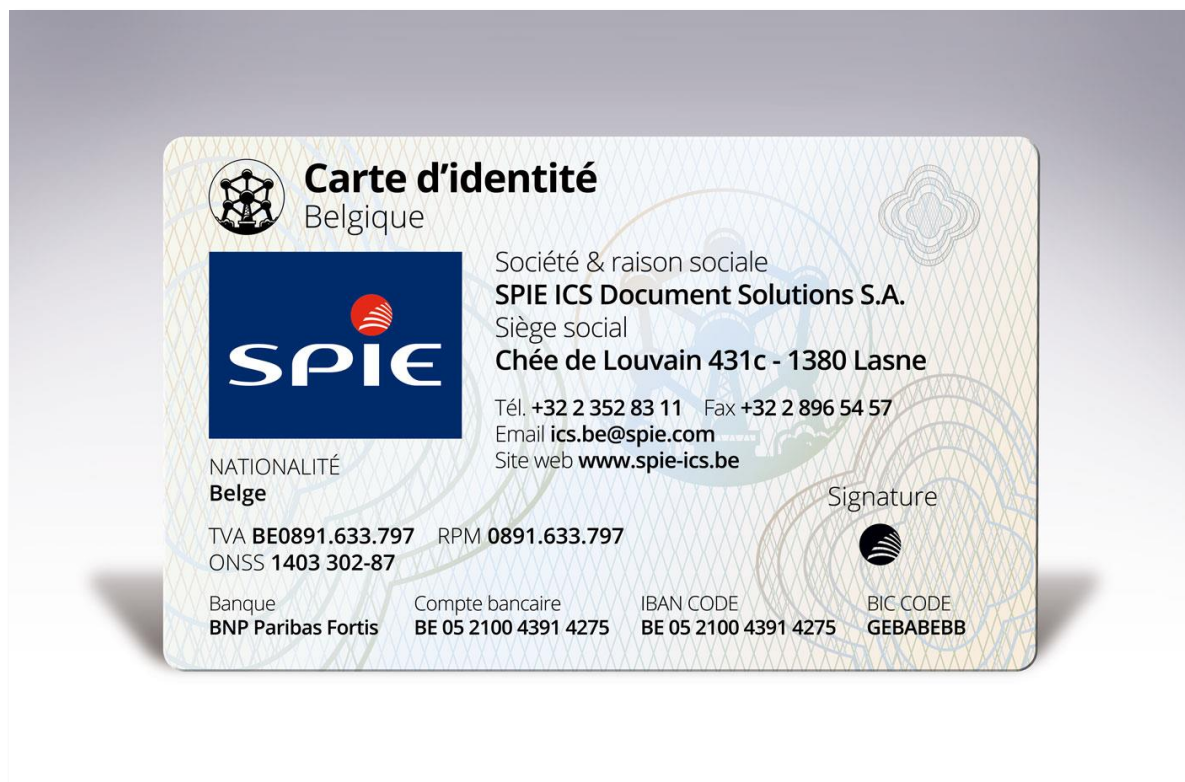 Carte d’identité
Belgique
SPIE
Société & raison sociale
SPIE ICS Document Solutions S.A.
Siège social
Chée de Louvain 431c - 1380 Lasne
Tél. +32 2 352 83 11 Fax +32 2 896 54 57
Email ics.be@spie.com
Site web www.spie-ics.be
NATIONALITÉ
Belge
Signature
TVA BE0891.633.797 RPM 0891.633.797
ONSS 1403 302-87
Banque Compte bancaire IBAN CODE BIC CODE
BNP Paribas Fortis BE 05 2100 4391 4275 BE 05 2100 4391 4275 GEBABEBB